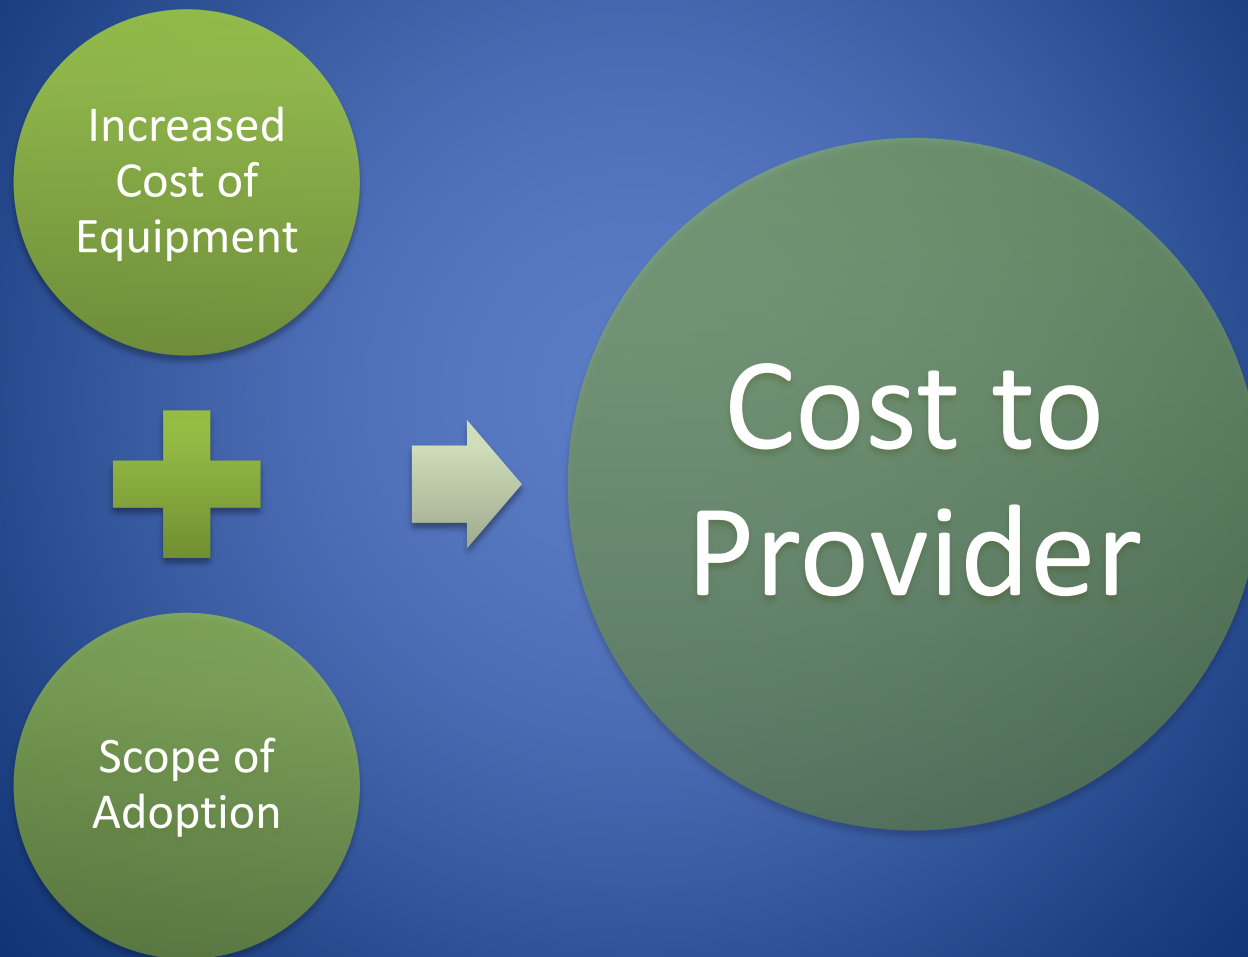 Increased
Cost of
Equipment
Scope of
Adoption
Cost to
Provider